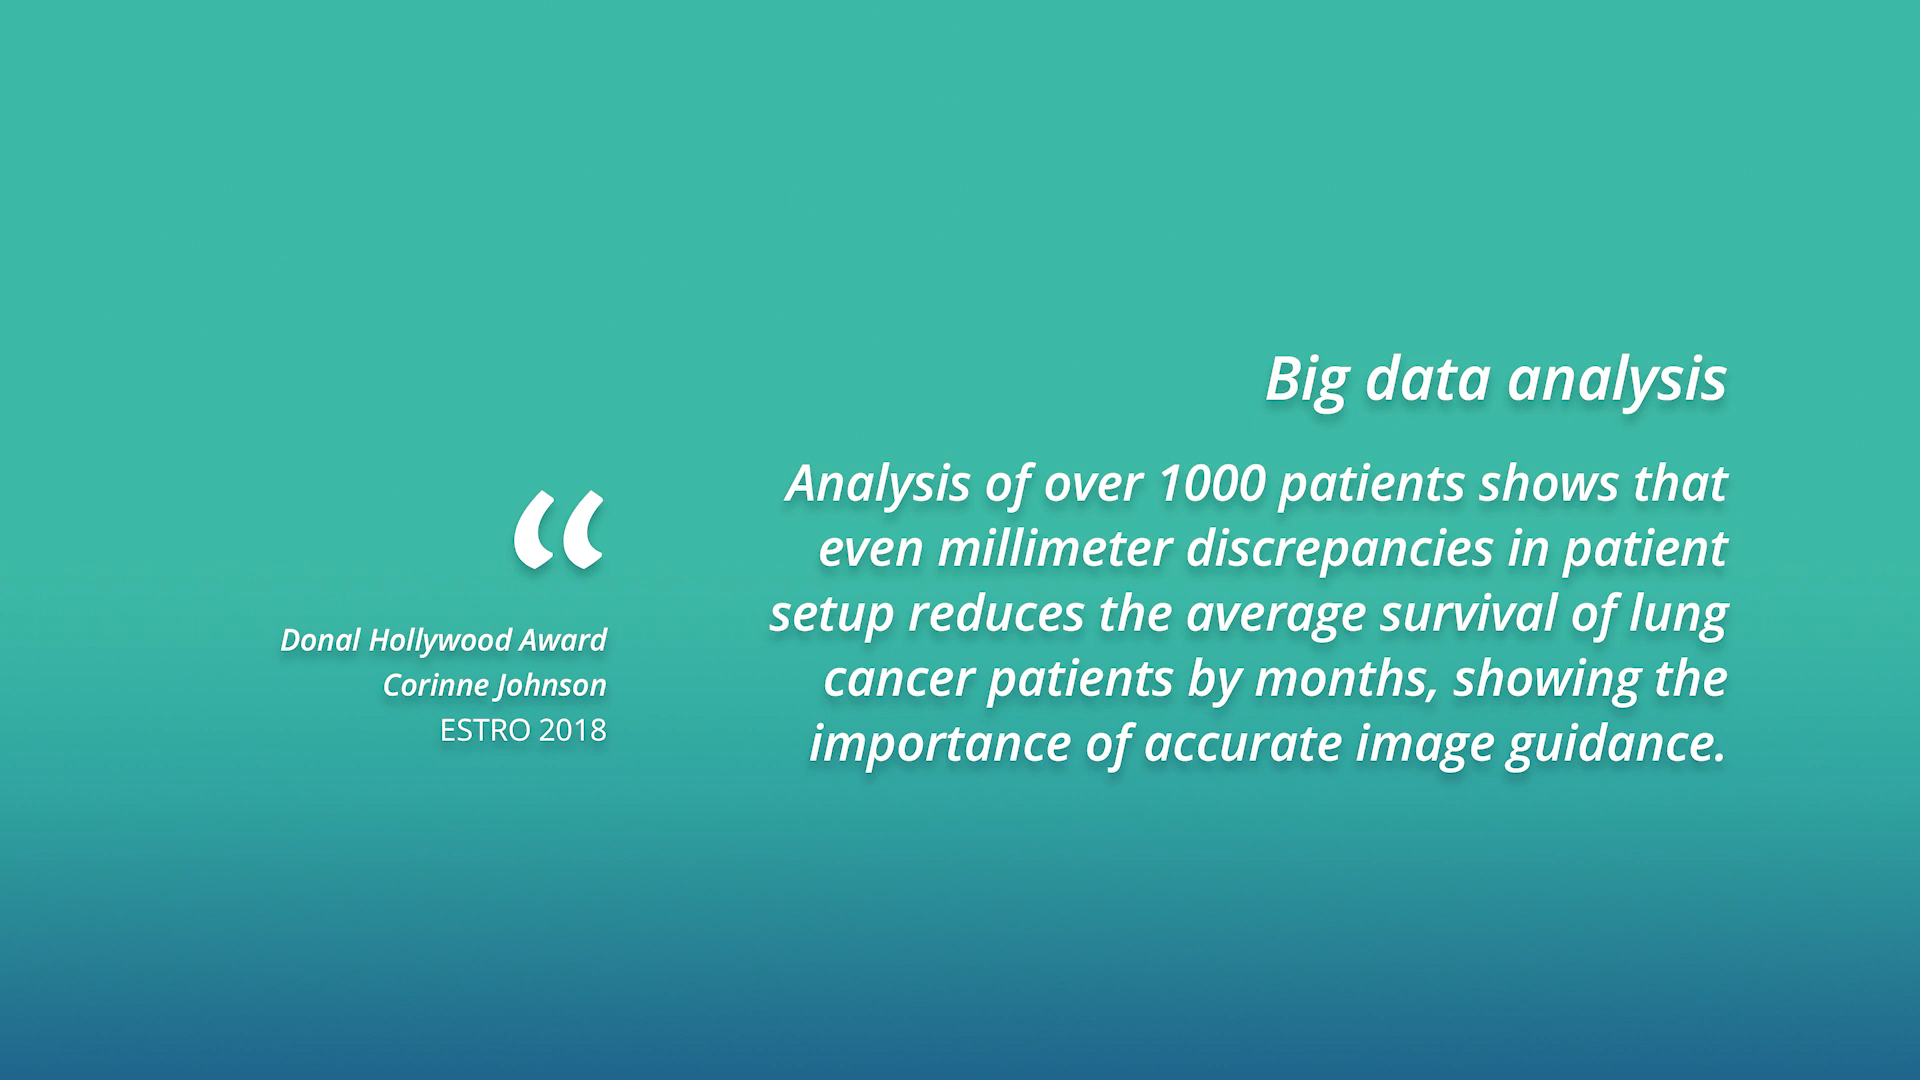 Big data analysis
Analysis of over 1000 patients shows that
even millimeter discrepancies in patient
setup reduces the average survival of lung
cancer patients by months, showing the
importance of accurate image guidance.
“
Donal Hollywood Award
Corinne Johnson
ESTRO 2018